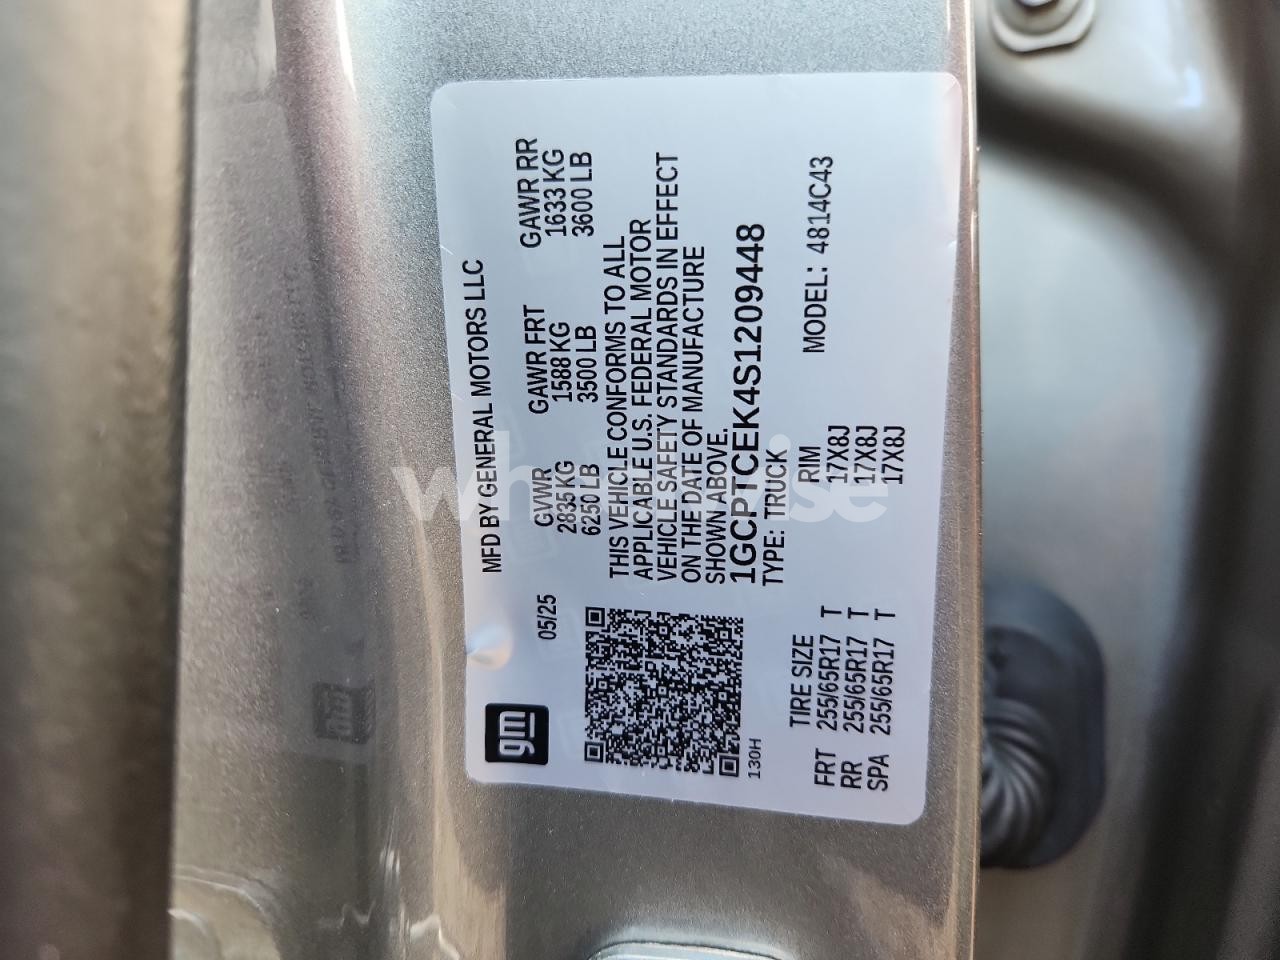 MFD BY GENERAL MOTORS LLC
05/25
GVWR GAWR FRT GAWR RR
2835 KG 1588 KG 1633 KG
6250 LB 3500 LB 3600 LB
THIS VEHICLE CONFORMS TO ALL
APPLICABLE U.S. FEDERAL MOTOR
VEHICLE SAFETY STANDARDS IN EFFECT
ON THE DATE OF MANUFACTURE
SHOWN ABOVE.
1GCPTCEK4S1209448
TYPE: TRUCK
gm
130H
TIRE SIZE RIM MODEL: 4814C43
FRT 255/65R17 T 17X8J
RR 255/65R17 T 17X8J
SPA 255/65R17 T 17X8J